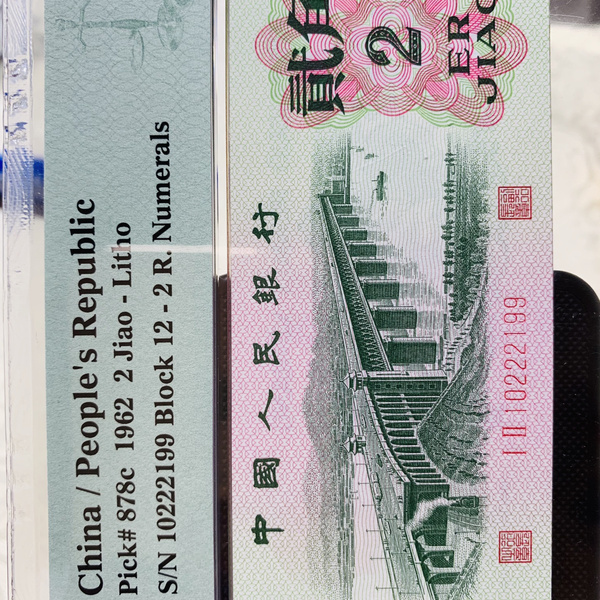 China / People's Republic
Pick# 878c 1962 2 Jiao - Litho
S/N 10222199 Block 12 - 2 R. Numerals
中國人民銀行
貳角
2
ER
JIAO
I II 10222199